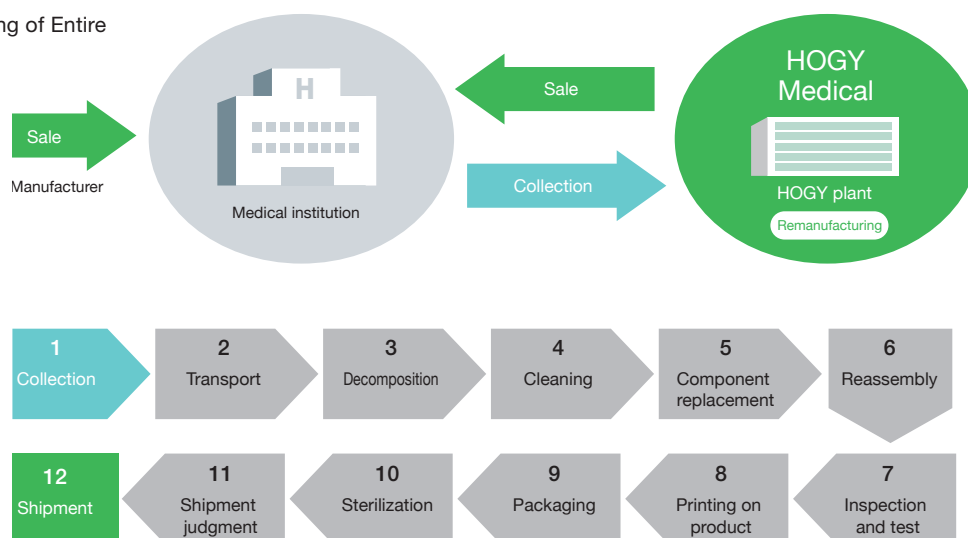 ng of Entire
H
HOGY
Medical
Sale
Sale
Manufacturer
Collection
Medical institution
HOGY plant
Remanufacturing
1
Collection
2
Transport
3
Decomposition
4
Cleaning
5
Component
replacement
6
Reassembly
12
Shipment
11
Shipment
judgment
10
Sterilization
9
Packaging
8
Printing on
product
7
Inspection
and test